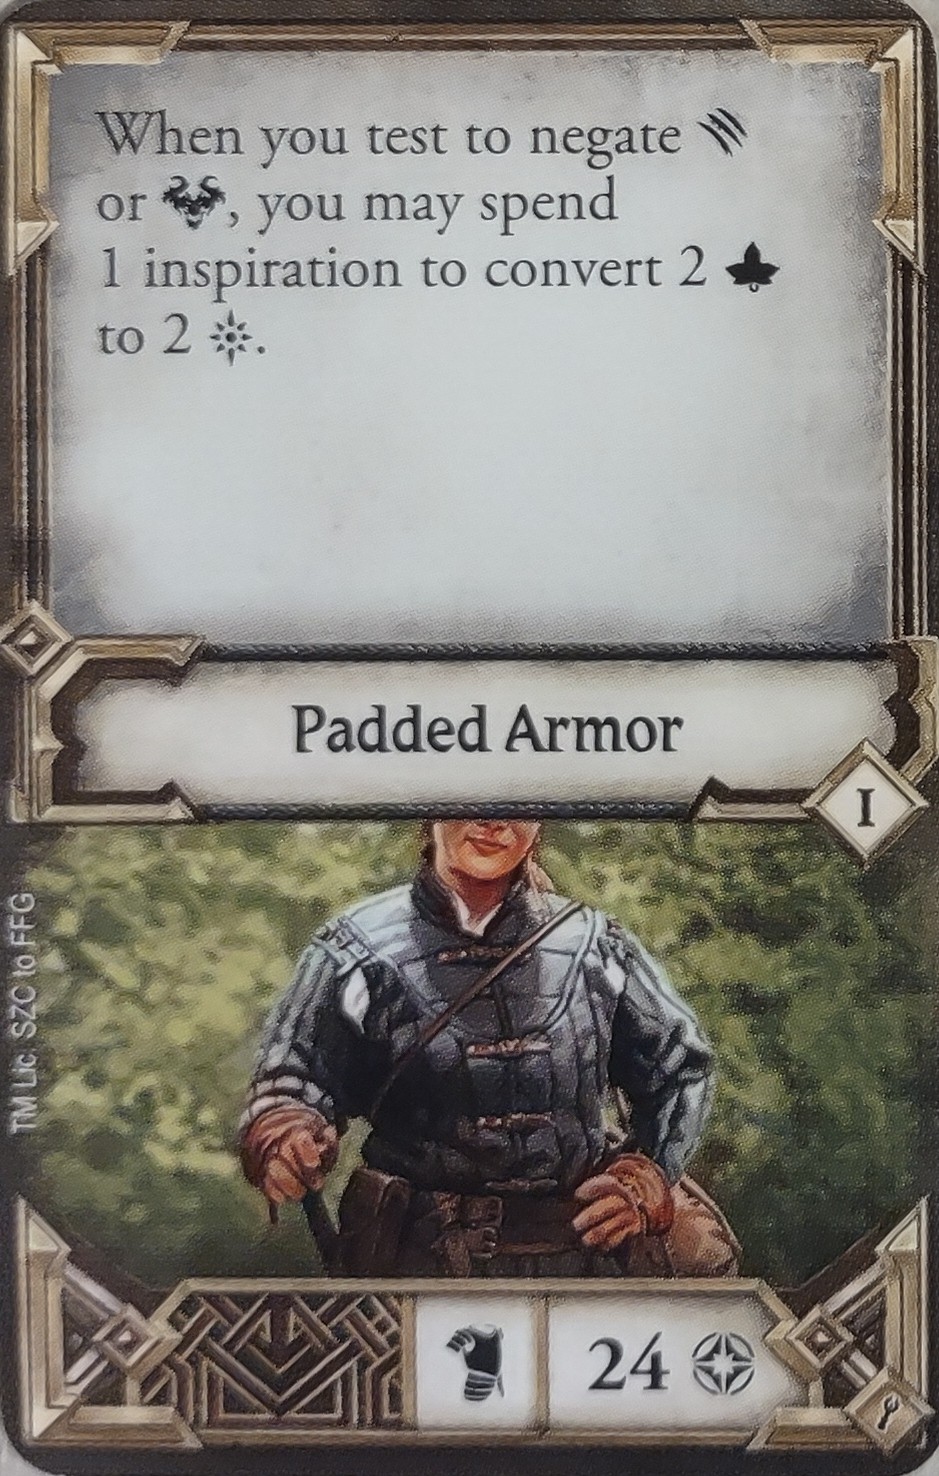 When you test to negate
or , you may spend
1 inspiration to convert 2
to 2 .
Padded Armor
I
TM Lic. SZC to FFG
24